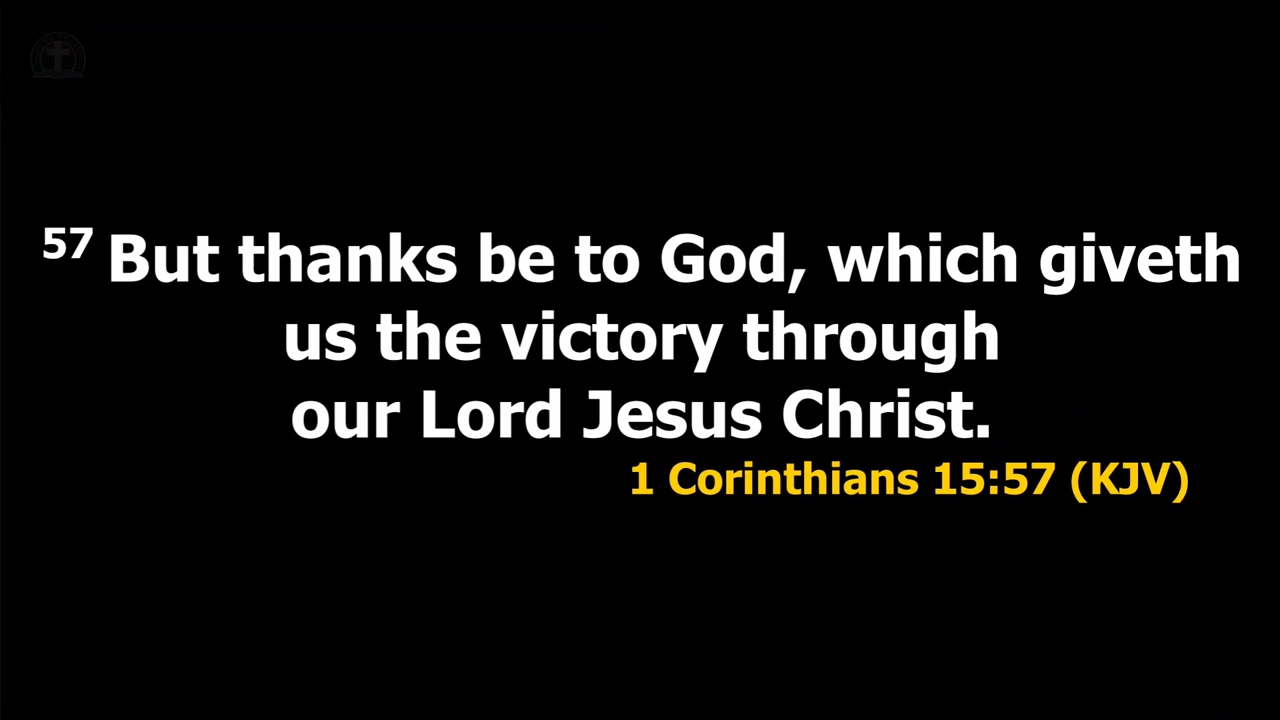 57 But thanks be to God, which giveth
us the victory through
our Lord Jesus Christ.
1 Corinthians 15:57 (KJV)